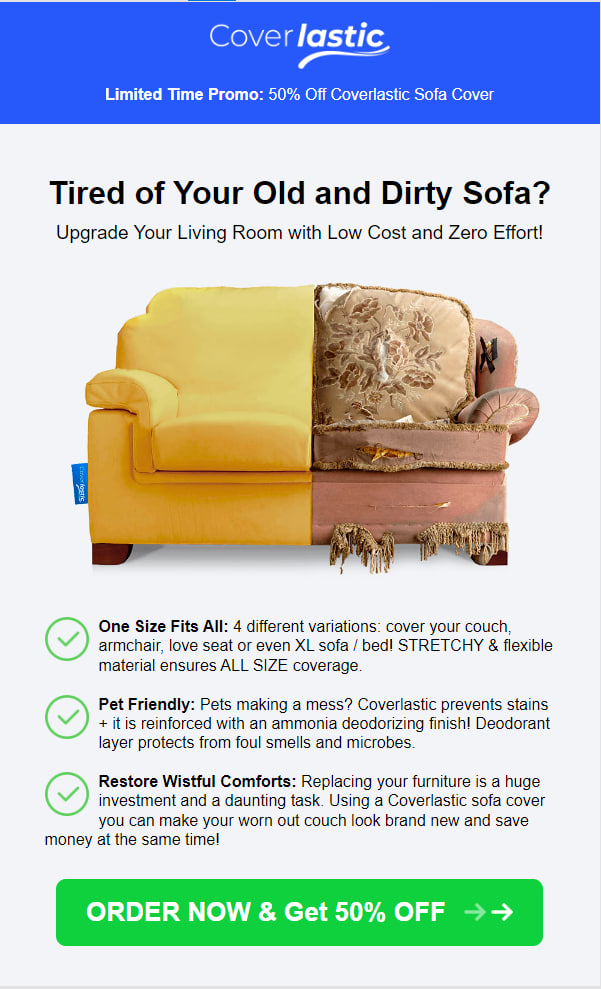 Coverlastic
Limited Time Promo: 50% Off Coverlastic Sofa Cover
Tired of Your Old and Dirty Sofa?
Upgrade Your Living Room with Low Cost and Zero Effort!
Coverlastic
One Size Fits All: 4 different variations: cover your couch,
armchair, love seat or even XL sofa / bed! STRETCHY & flexible
material ensures ALL SIZE coverage.
Pet Friendly: Pets making a mess? Coverlastic prevents stains
+ it is reinforced with an ammonia deodorizing finish! Deodorant
layer protects from foul smells and microbes.
Restore Wistful Comforts: Replacing your furniture is a huge
investment and a daunting task. Using a Coverlastic sofa cover
you can make your worn out couch look brand new and save
money at the same time!
ORDER NOW & Get 50% OFF